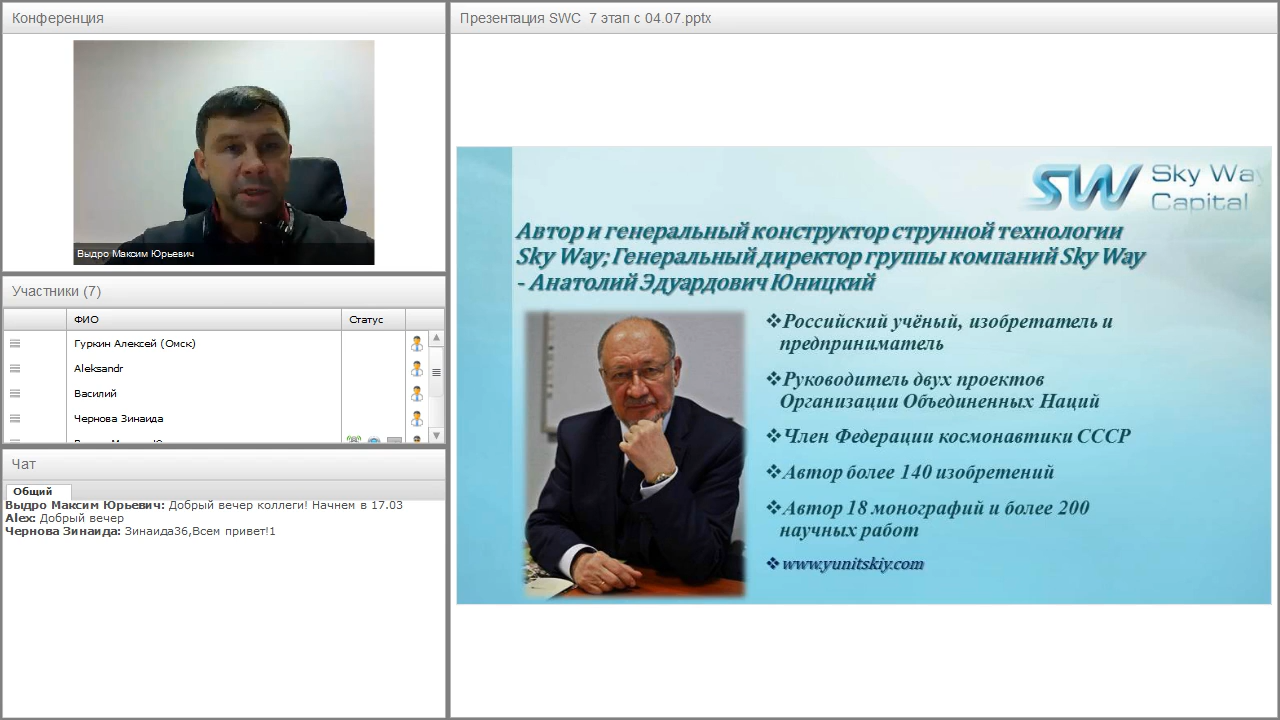 Конференция
Выдро Максим Юрьевич
Участники (7)
ФИО
Статус
Гуркин Алексей (Омск)
Aleksandr
Василий
Чернова Зинаида
Чат
Общий
Выдро Максим Юрьевич: Добрый вечер коллеги! Начнем в 17.03
Alex: Добрый вечер
Чернова Зинаида: Зинаида36,Всем привет!1
Презентация SWC 7 этап с 04.07.pptx
SW Sky Way
Capital
Автор и генеральный конструктор струнной технологии
Sky Way; Генеральный директор группы компаний Sky Way
- Анатолий Эдуардович Юницкий
❖Российский учёный, изобретатель и
предприниматель
❖Руководитель двух проектов
Организации Объединенных Наций
❖Член Федерации космонавтики СССР
❖Автор более 140 изобретений
❖Автор 18 монографий и более 200
научных работ
❖www.yunitskiy.com